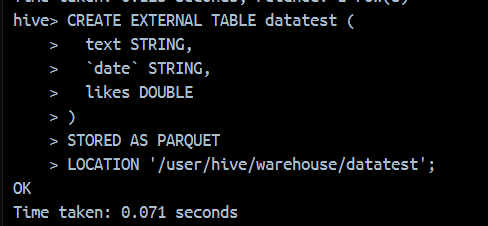 hive> CREATE EXTERNAL TABLE datatest (
    >   text STRING,
    >   `date` STRING,
    >   likes DOUBLE
    > )
    > STORED AS PARQUET
    > LOCATION '/user/hive/warehouse/datatest';
OK
Time taken: 0.071 seconds